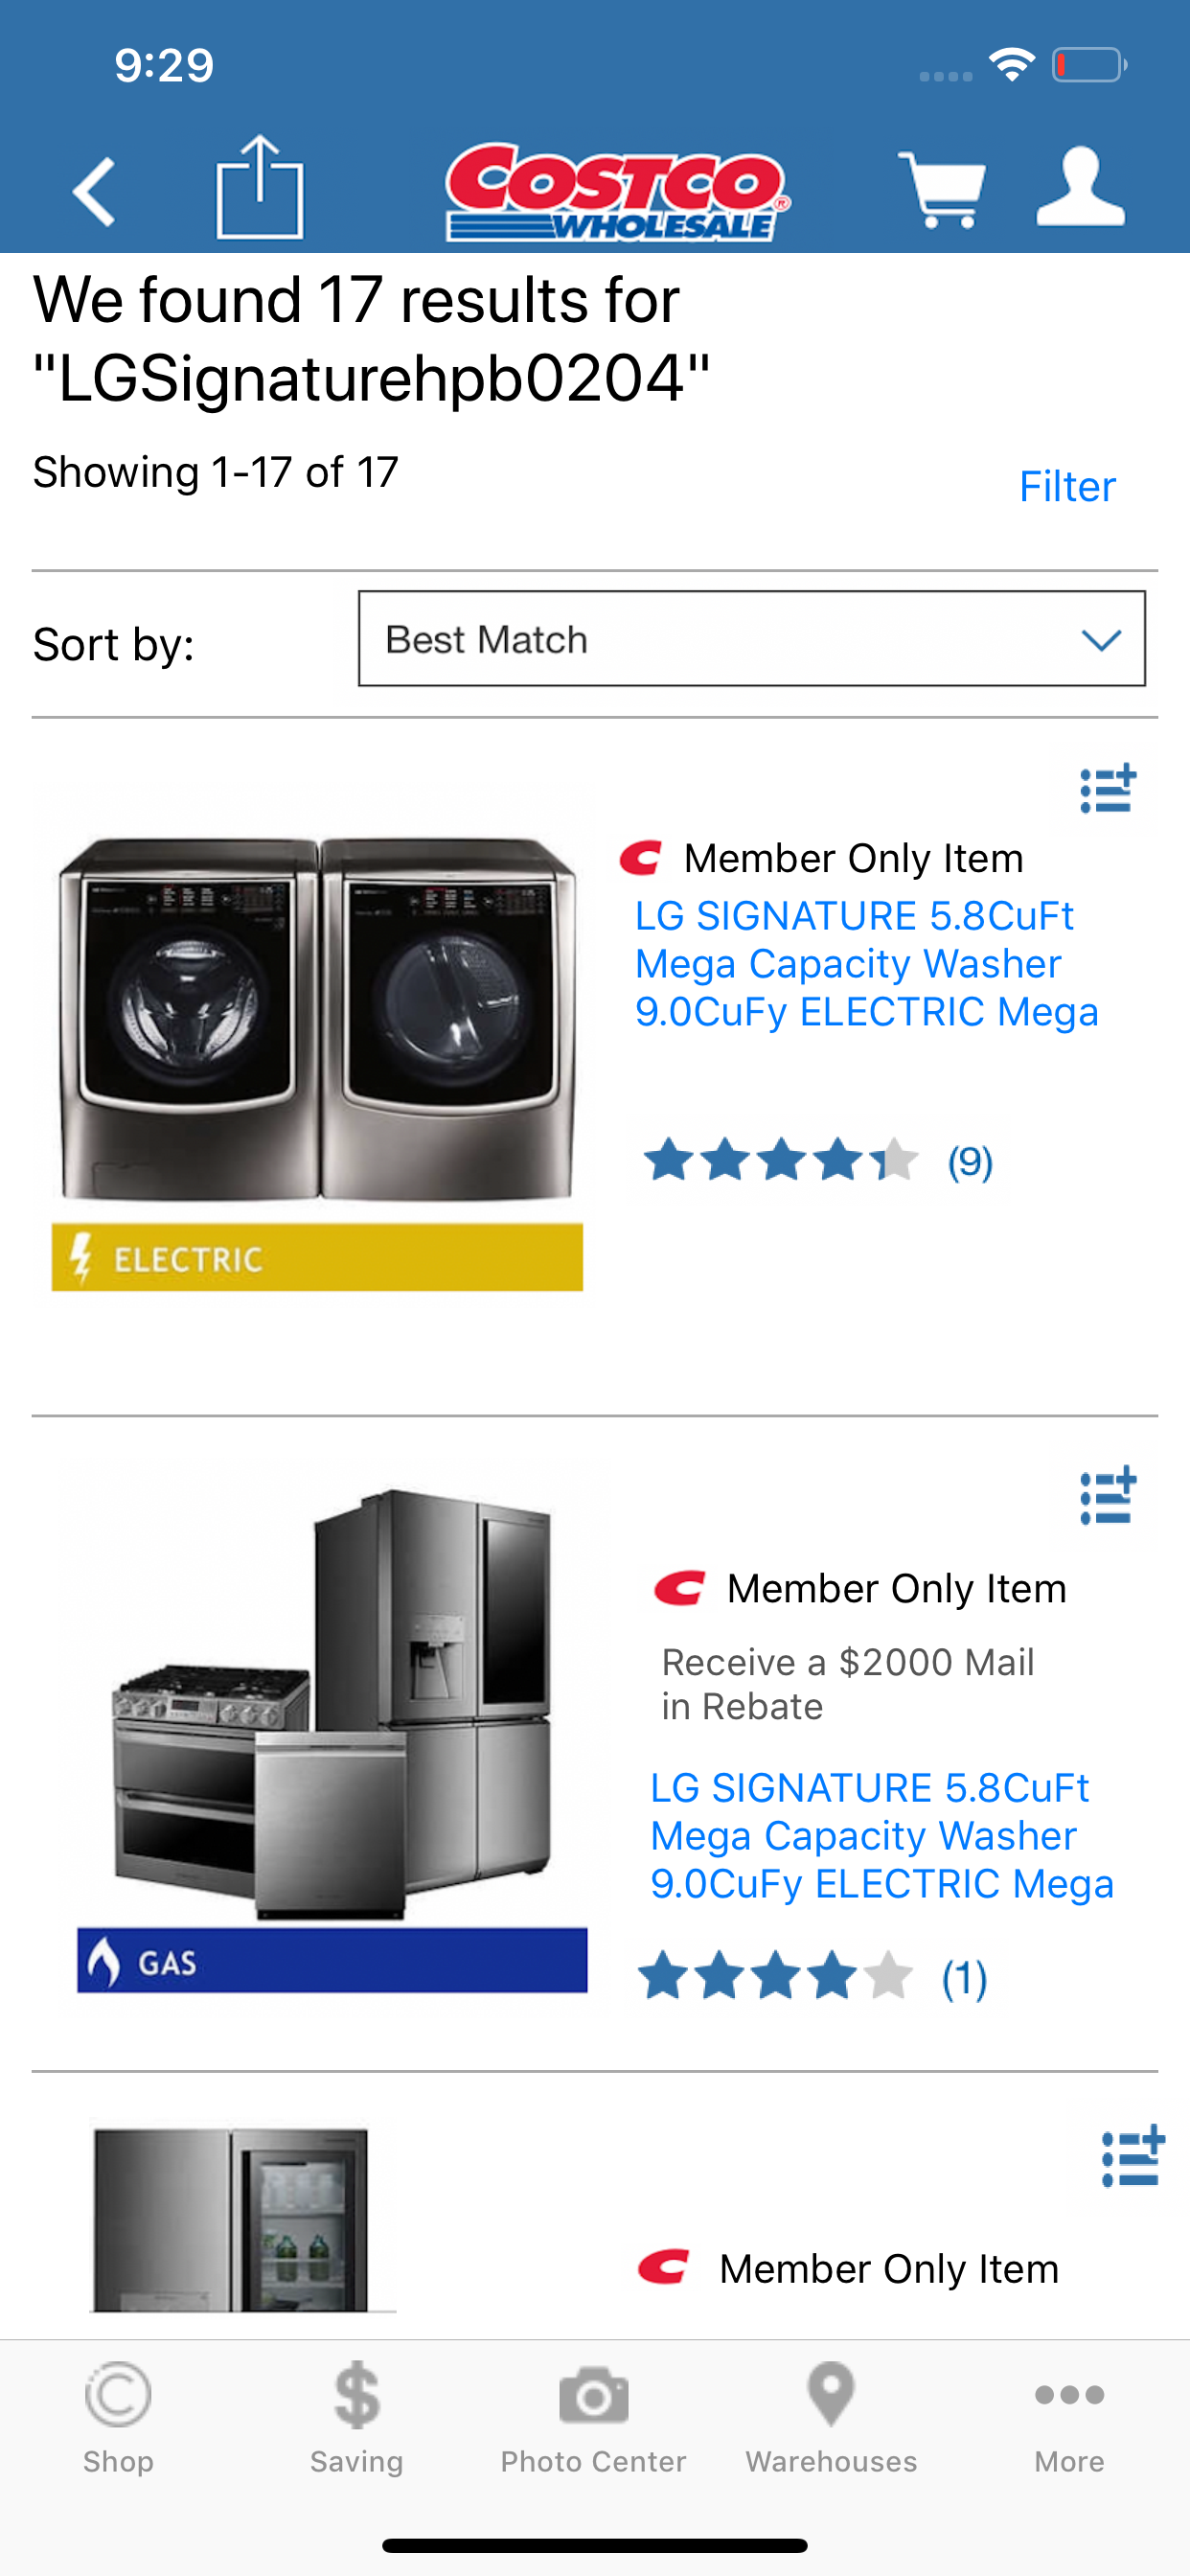 9:29
COSTCO
WHOLESALE
We found 17 results for
"LGSignaturehpb0204"
Showing 1-17 of 17
Filter
Sort by:
Best Match
Member Only Item
LG SIGNATURE 5.8CuFt
Mega Capacity Washer
9.0CuFy ELECTRIC Mega
(9)
ELECTRIC
Member Only Item
Receive a $2000 Mail
in Rebate
LG SIGNATURE 5.8CuFt
Mega Capacity Washer
9.0CuFy ELECTRIC Mega
GAS
(1)
Member Only Item
Shop
Saving
Photo Center
Warehouses
More